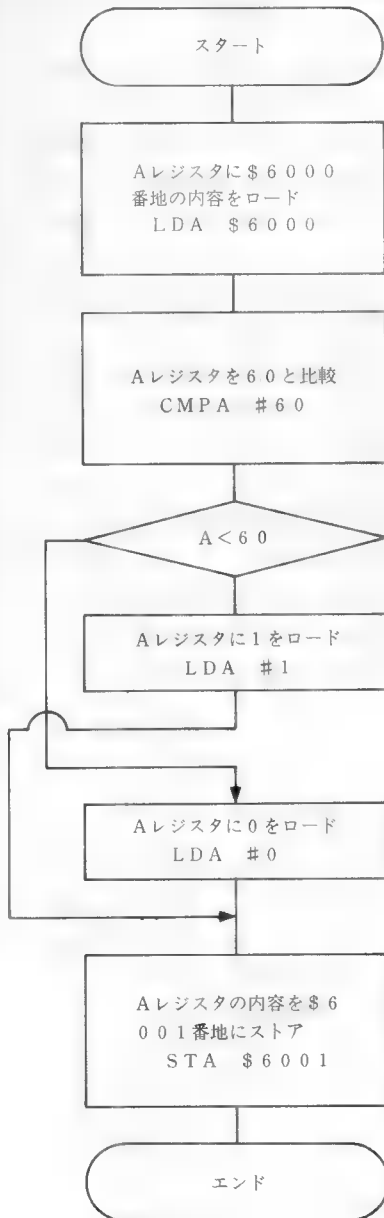 スタート
Aレジスタに$6000
番地の内容をロード
LDA $6000
Aレジスタを60と比較
CMPA #60
A<60
Aレジスタに1をロード
LDA #1
Aレジスタに0をロード
LDA #0
Aレジスタの内容を$6
001番地にストア
STA $6001
エンド